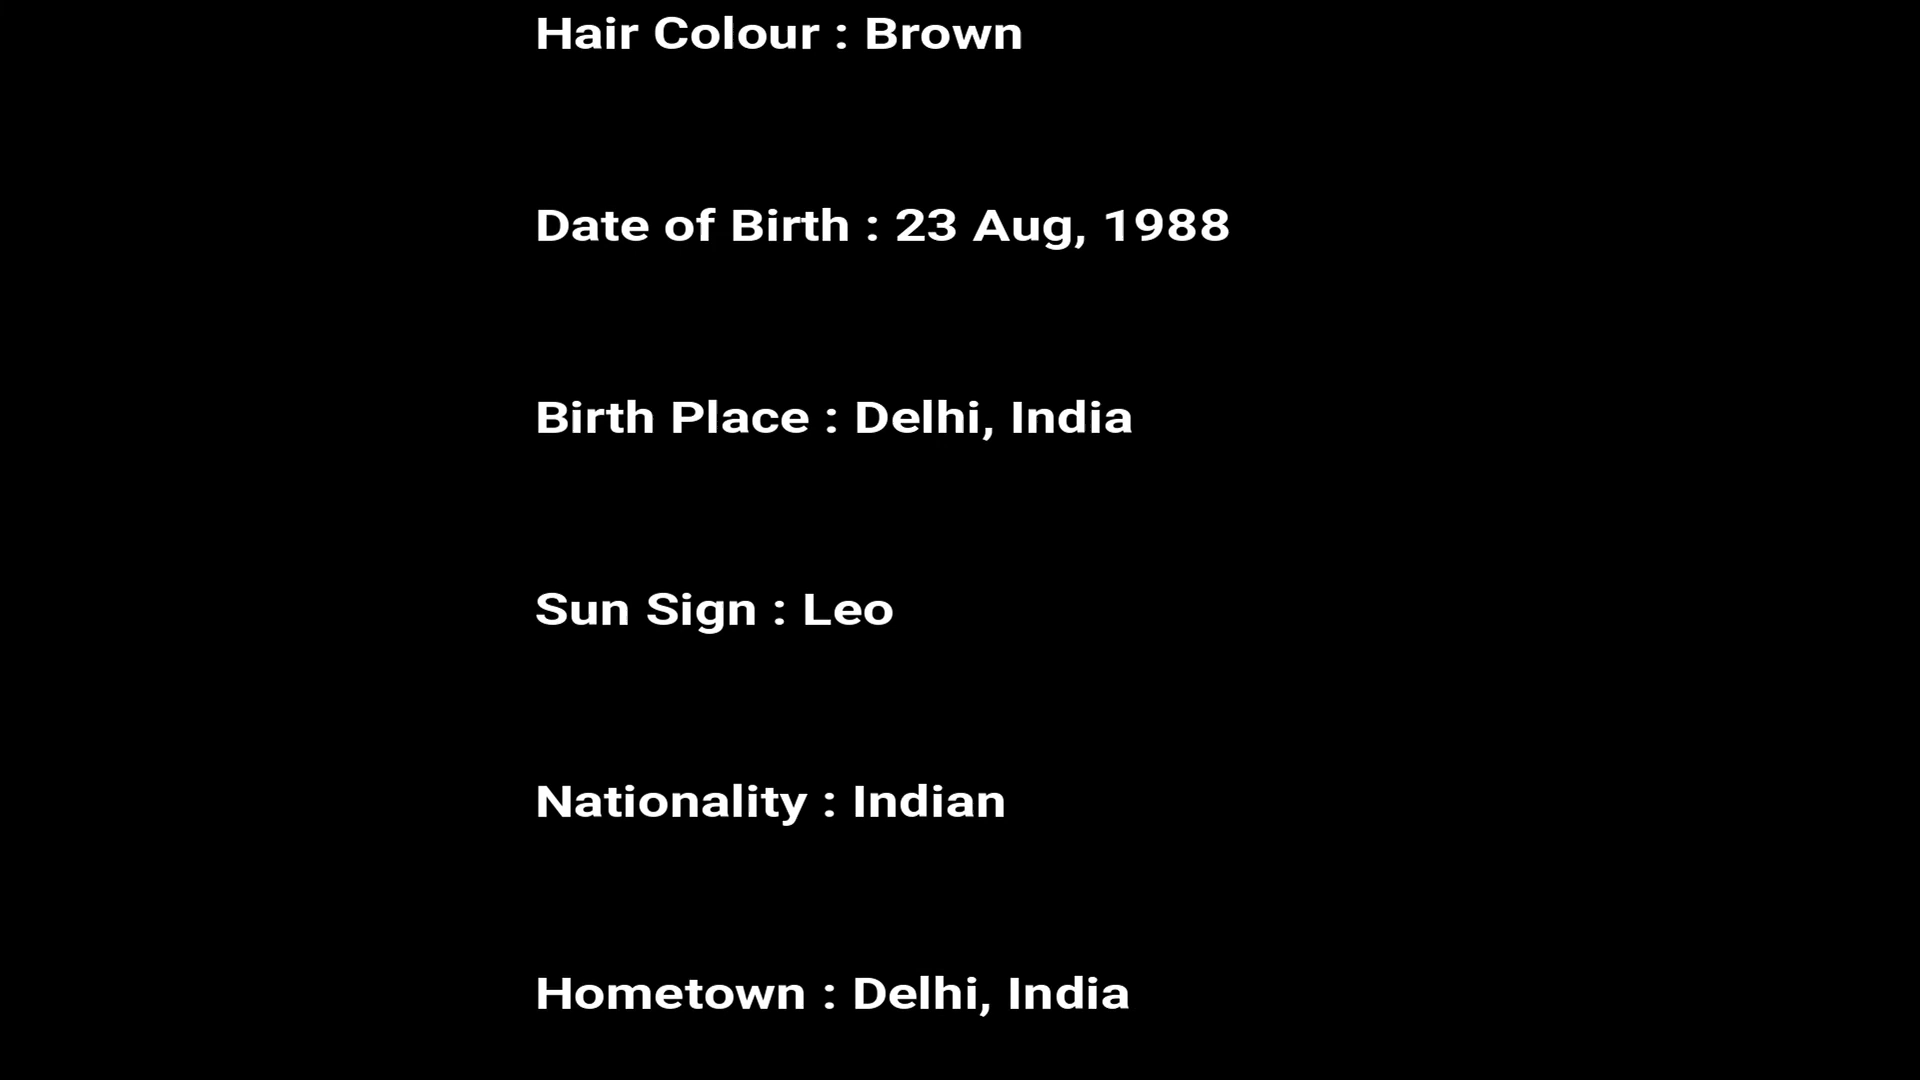 Hair Colour : Brown
Date of Birth : 23 Aug, 1988
Birth Place : Delhi, India
Sun Sign : Leo
Nationality : Indian
Hometown : Delhi, India